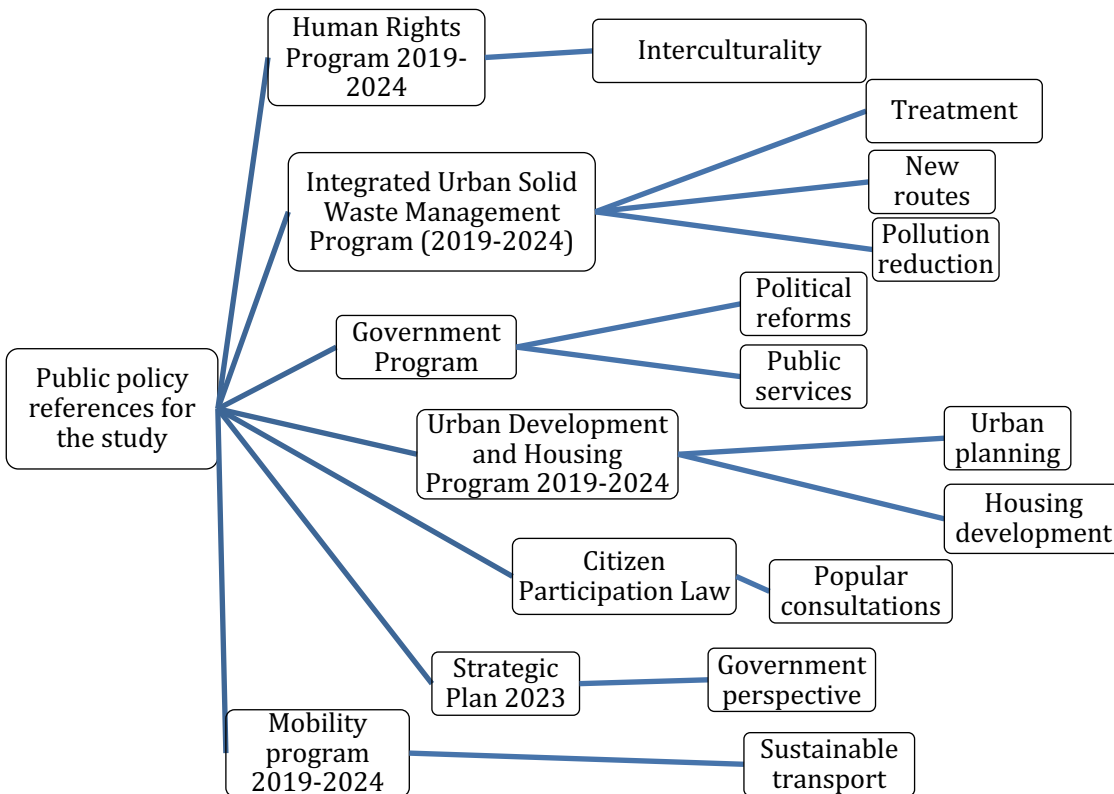 Human Rights
Program 2019-
2024
Interculturality
Treatment
Integrated Urban Solid
Waste Management
Program (2019-2024)
New
routes
Pollution
reduction
Political
reforms
Government
Program
Public
services
Public policy
references for
the study
Urban Development
and Housing
Program 2019-2024
Urban
planning
Housing
development
Citizen
Participation Law
Popular
consultations
Strategic
Plan 2023
Government
perspective
Mobility
program
2019-2024
Sustainable
transport